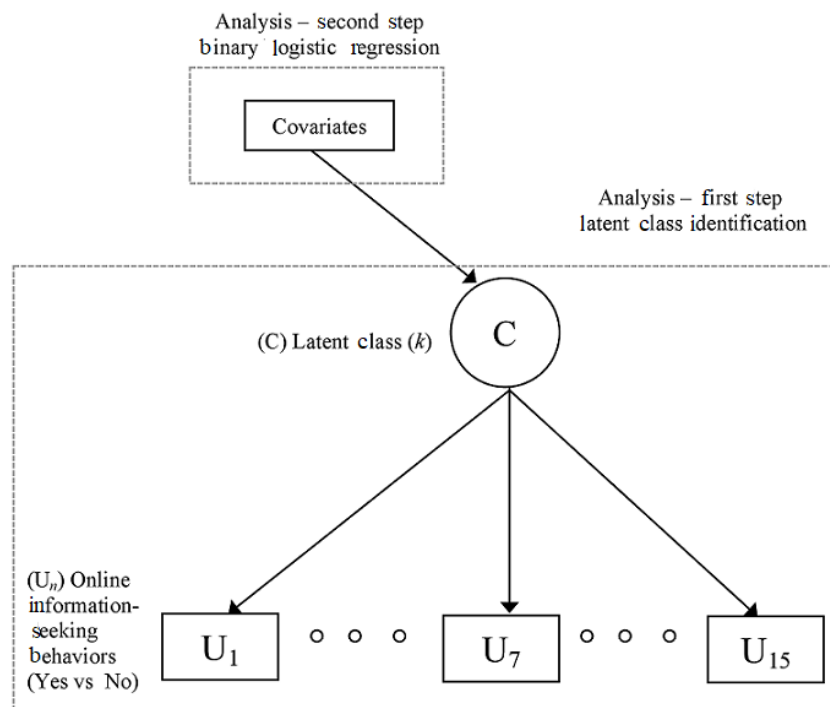 Analysis – second step
binary logistic regression
Covariates
Analysis – first step
latent class identification
C
(C) Latent class (k)
(Uₙ) Online
information-
seeking
behaviors
(Yes vs No)
U₁
U₇
U₁₅